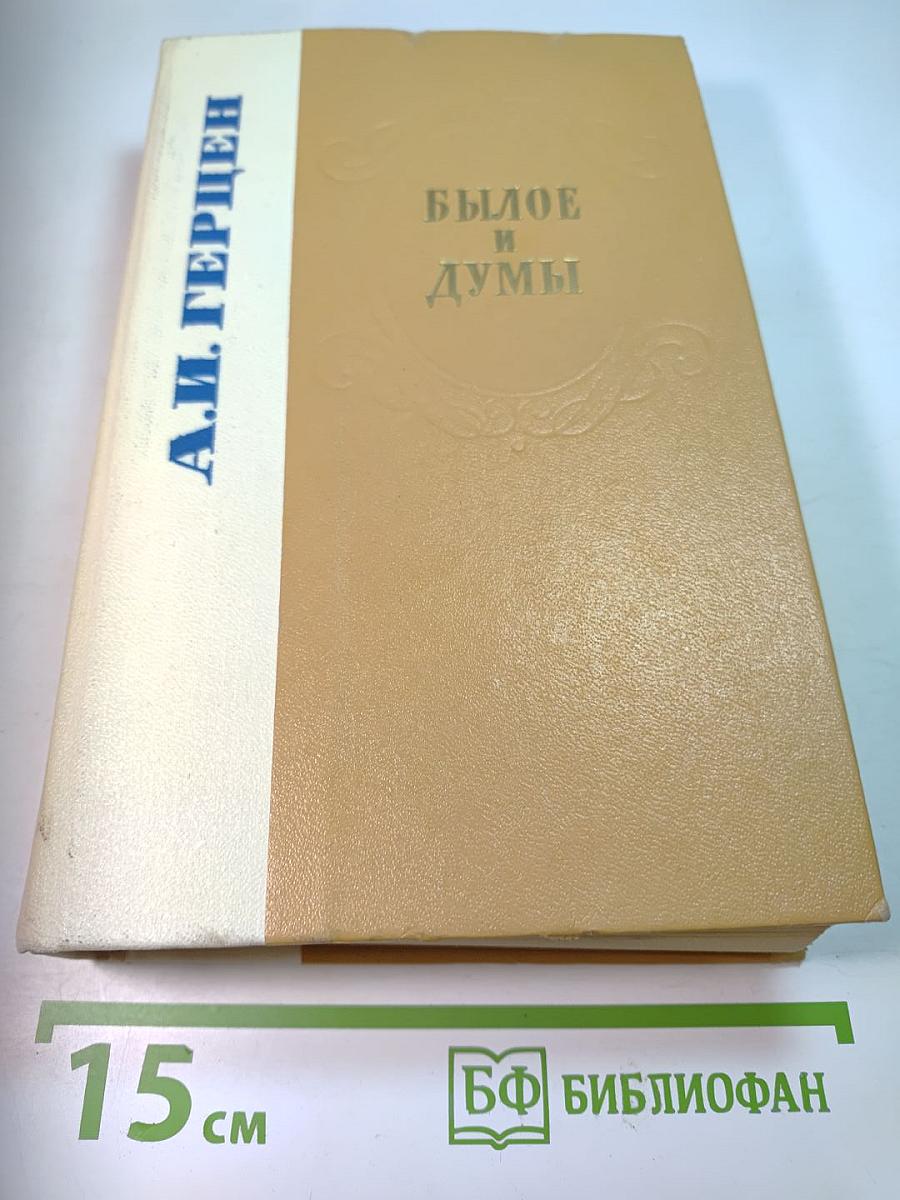 А.И. ГЕРЦЕН
БЫЛОЕ
И
ДУМЫ
15 см
БФ БИБЛИОФАН